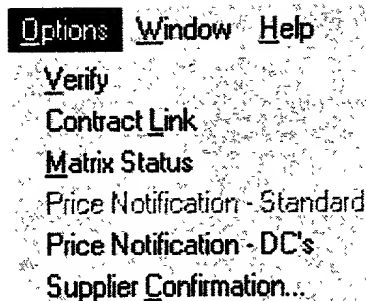 Options Window Help
Verify
Contract Link
Matrix Status
Price Notification - Standard
Price Notification - DC's
Supplier Confirmation...